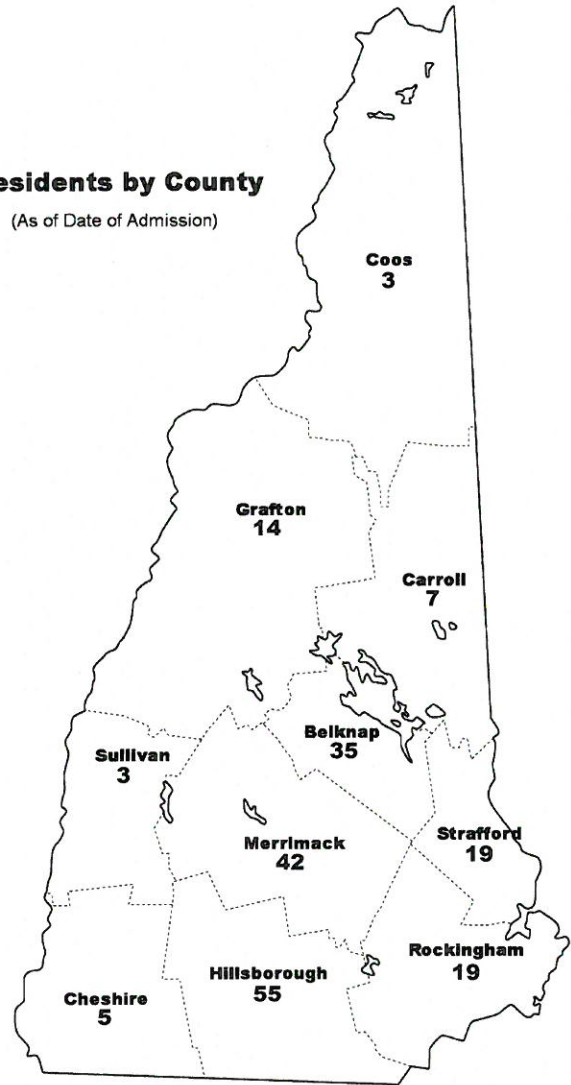 esidents by County
(As of Date of Admission)
Coos
3
Grafton
14
Carroll
7
Belknap
35
Sullivan
3
Merrimack
42
Strafford
19
Rockingham
19
Hillsborough
55
Cheshire
5